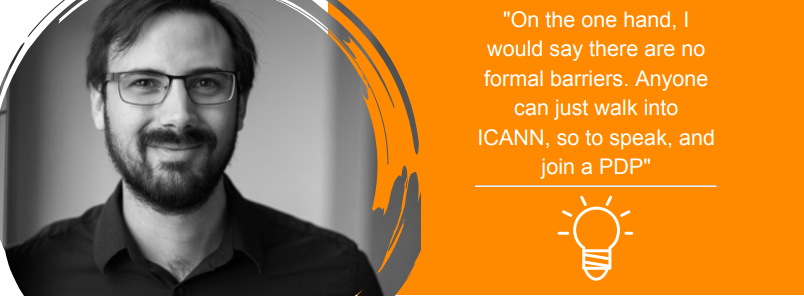 "On the one hand, I
would say there are no
formal barriers. Anyone
can just walk into
ICANN, so to speak, and
join a PDP"